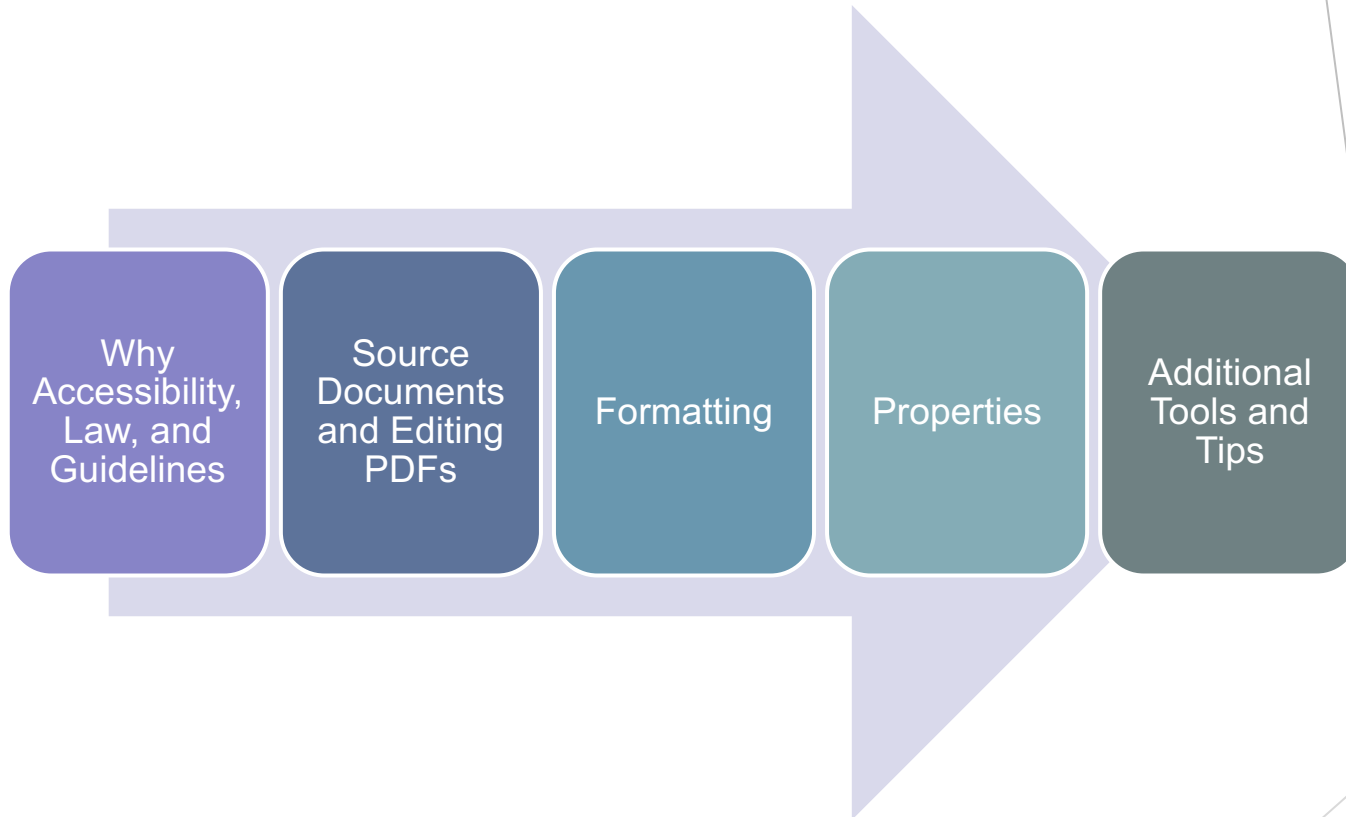 Why
Accessibility,
Law, and
Guidelines
Source
Documents
and Editing
PDFs
Formatting
Properties
Additional
Tools and
Tips